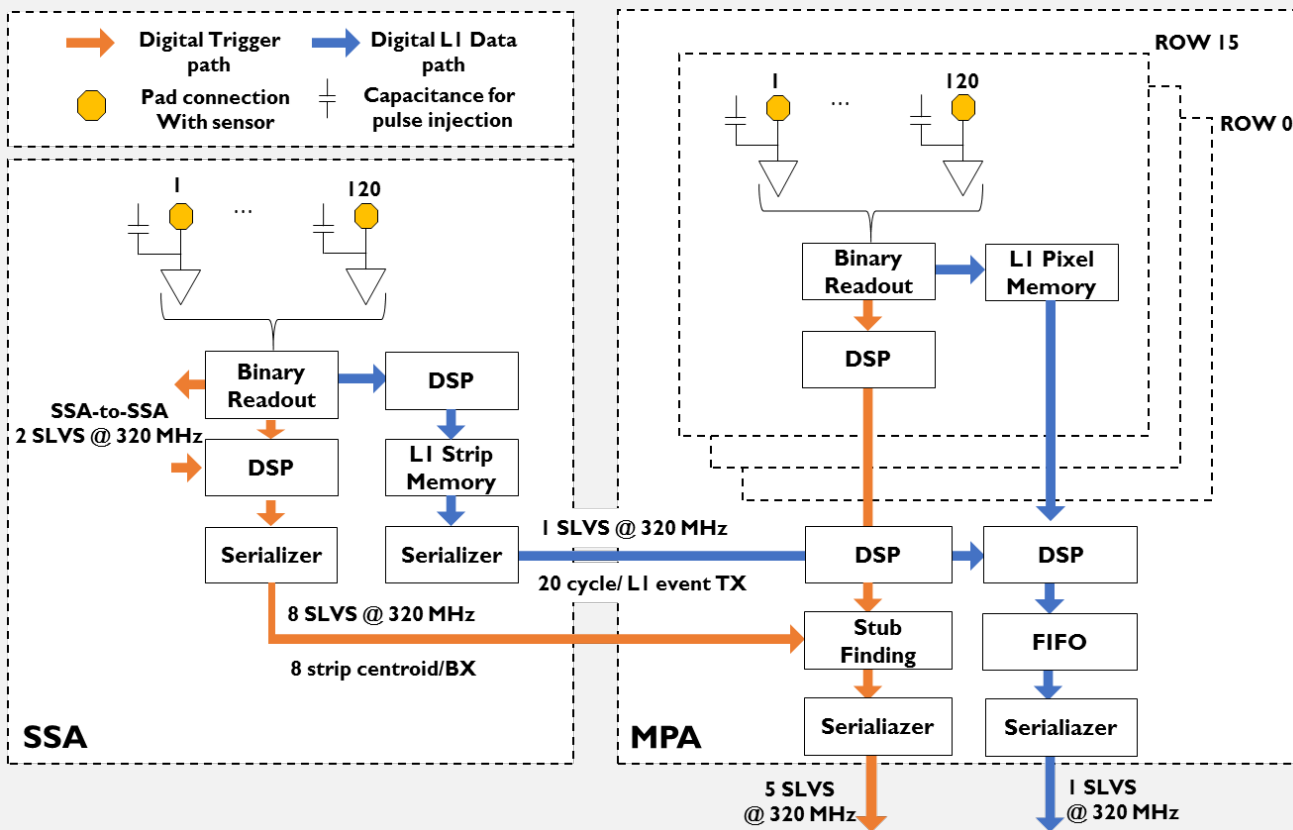 Digital Trigger
path
Digital L1 Data
path
Pad connection
With sensor
Capacitance for
pulse injection
1
...
120
Binary
Readout
DSP
SSA-to-SSA
2 SLVS @ 320 MHz
DSP
L1 Strip
Memory
Serializer
Serializer
8 SLVS @ 320 MHz
8 strip centroid/BX
SSA
1 SLVS @ 320 MHz
20 cycle/ L1 event TX
ROW 15
ROW 0
1
...
120
Binary
Readout
L1 Pixel
Memory
DSP
DSP
DSP
Stub
Finding
FIFO
Serialiazer
Serialiazer
MPA
5 SLVS
@ 320 MHz
1 SLVS
@ 320 MHz